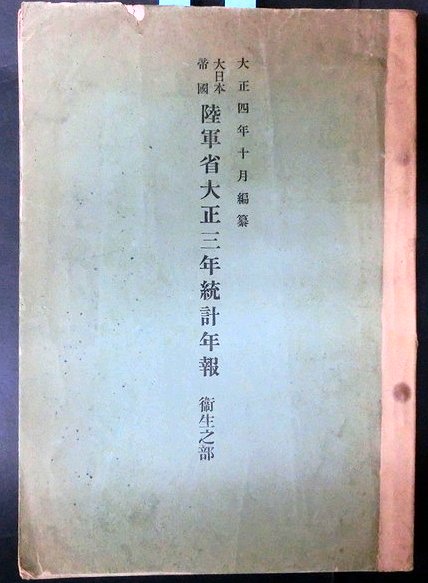 大正四年十月編纂
大日本帝國 陸軍省大正三年統計年報 衞生之部